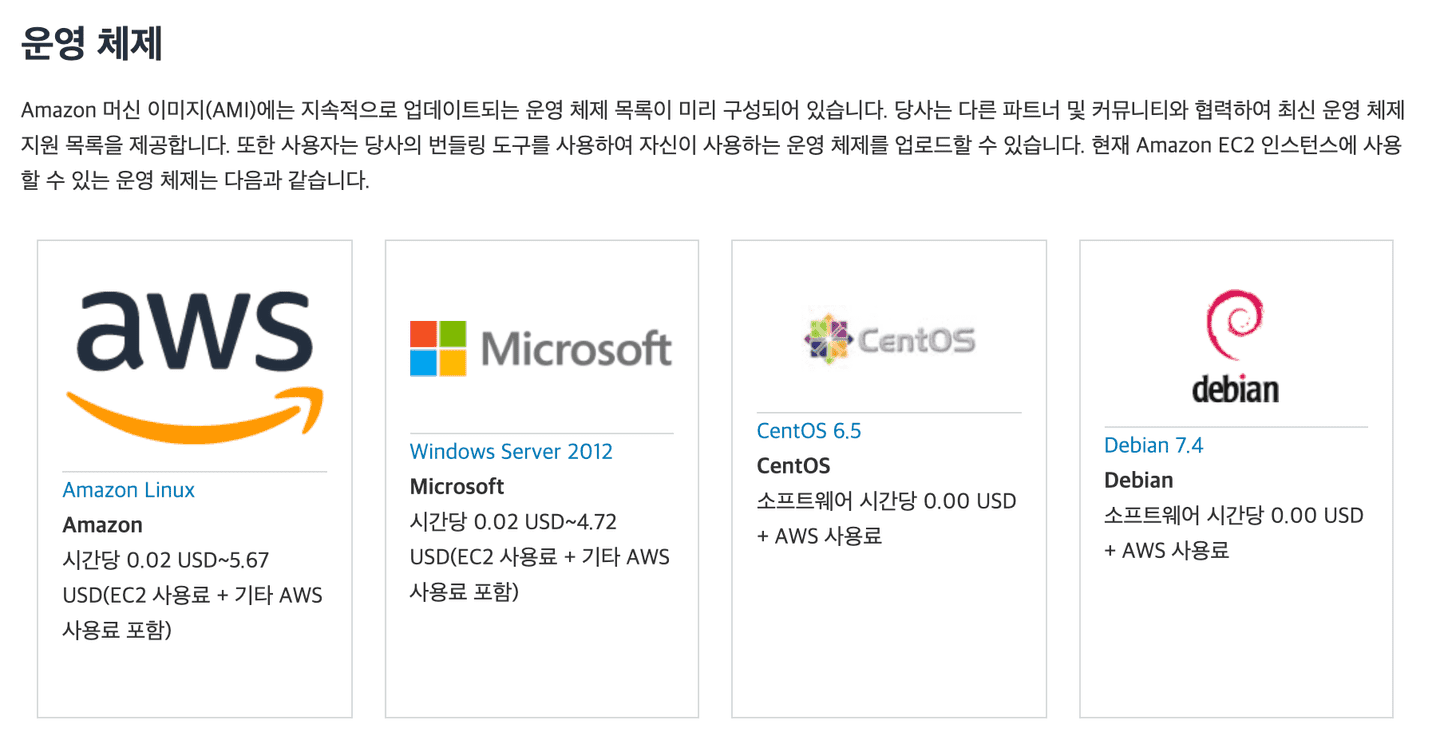 운영 체제
Amazon 머신 이미지(AMI)에는 지속적으로 업데이트되는 운영 체제 목록이 미리 구성되어 있습니다. 당사는 다른 파트너 및 커뮤니티와 협력하여 최신 운영 체제
지원 목록을 제공합니다. 또한 사용자는 당사의 번들링 도구를 사용하여 자신이 사용하는 운영 체제를 업로드할 수 있습니다. 현재 Amazon EC2 인스턴스에 사용
할 수 있는 운영 체제는 다음과 같습니다.
aws
Amazon Linux
Amazon
시간당 0.02 USD~5.67
USD(EC2 사용료 + 기타 AWS
사용료 포함)
Microsoft
Windows Server 2012
Microsoft
시간당 0.02 USD~4.72
USD(EC2 사용료 + 기타 AWS
사용료 포함)
CentOS
CentOS 6.5
CentOS
소프트웨어 시간당 0.00 USD
+ AWS 사용료
debian
Debian 7.4
Debian
소프트웨어 시간당 0.00 USD
+ AWS 사용료